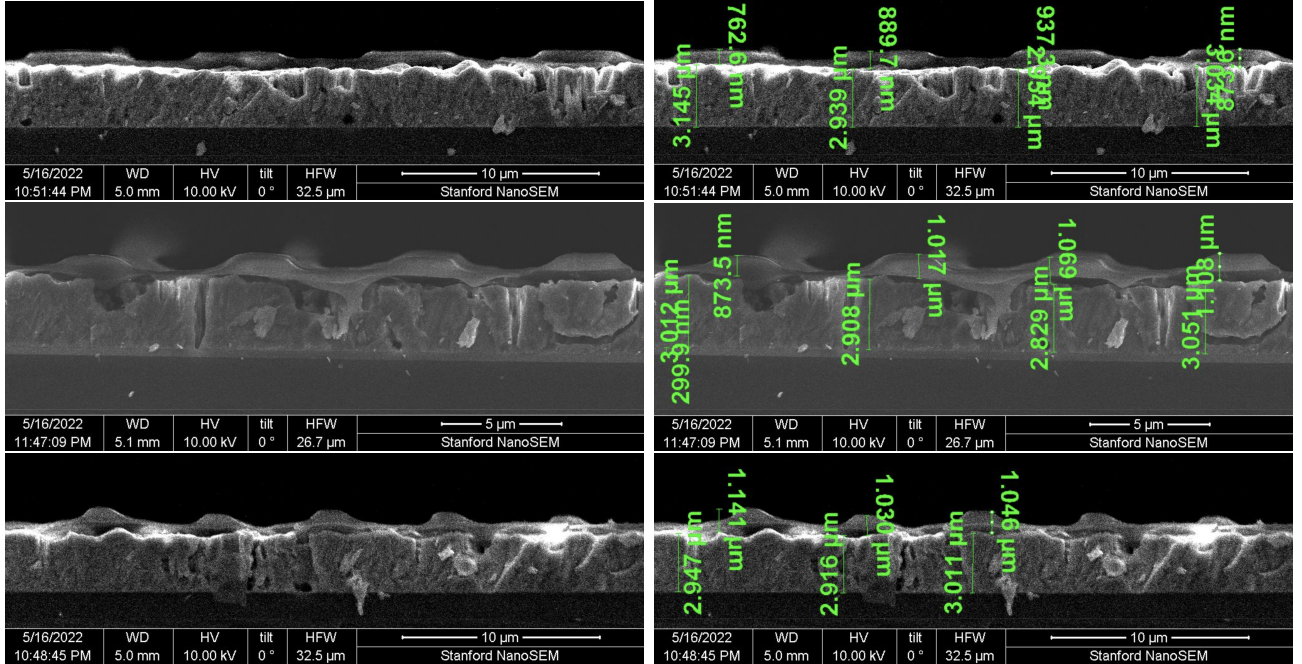 762.6 nm
889.7 nm
937.
nm
3.145 µm
2.939 µm
2.954 µm
3.034 µm
5/16/2022 WD HV tilt HFW 10 µm
10:51:44 PM 5.0 mm 10.00 kV 0 ° 32.5 µm Stanford NanoSEM
5/16/2022 WD HV tilt HFW 10 µm
10:51:44 PM 5.0 mm 10.00 kV 0 ° 32.5 µm Stanford NanoSEM
873.5 nm
1.017 µm
1.069 µm
3.012 µm
299.9 nm
2.908 µm
2.829 µm
3.051 µm
5/16/2022 WD HV tilt HFW 5 µm
11:47:09 PM 5.1 mm 10.00 kV 0 ° 26.7 µm Stanford NanoSEM
5/16/2022 WD HV tilt HFW 5 µm
11:47:09 PM 5.1 mm 10.00 kV 0 ° 26.7 µm Stanford NanoSEM
1.141 µm
1.030 µm
1.046 µm
2.947 µm
2.916 µm
3.011 µm
5/16/2022 WD HV tilt HFW 10 µm
10:48:45 PM 5.0 mm 10.00 kV 0 ° 32.5 µm Stanford NanoSEM
5/16/2022 WD HV tilt HFW 10 µm
10:48:45 PM 5.0 mm 10.00 kV 0 ° 32.5 µm Stanford NanoSEM